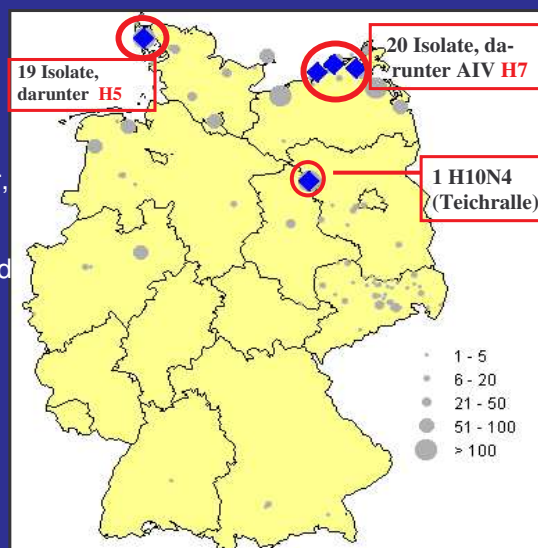 19 Isolate,
darunter H5
20 Isolate, da-
runter AIV H7
1 H10N4
(Teichralle)
,
d
1 - 5
6 - 20
21 - 50
51 - 100
> 100